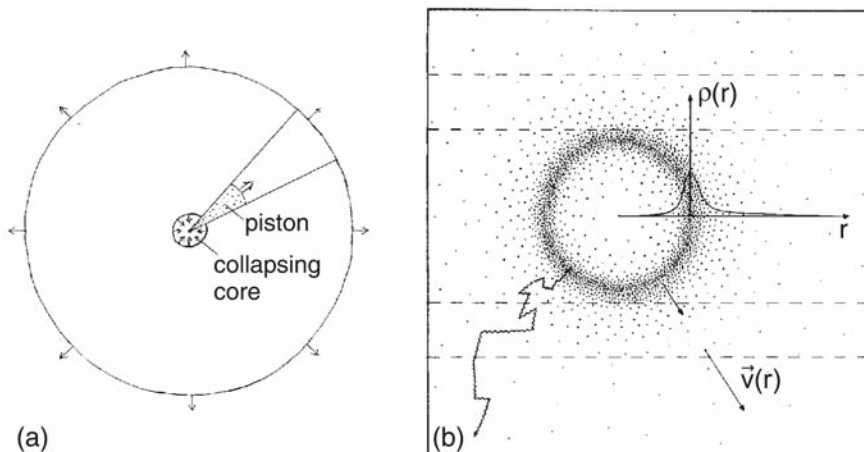 piston
collapsing
core
(a)
ρ(r)
r
v⃗(r)
(b)